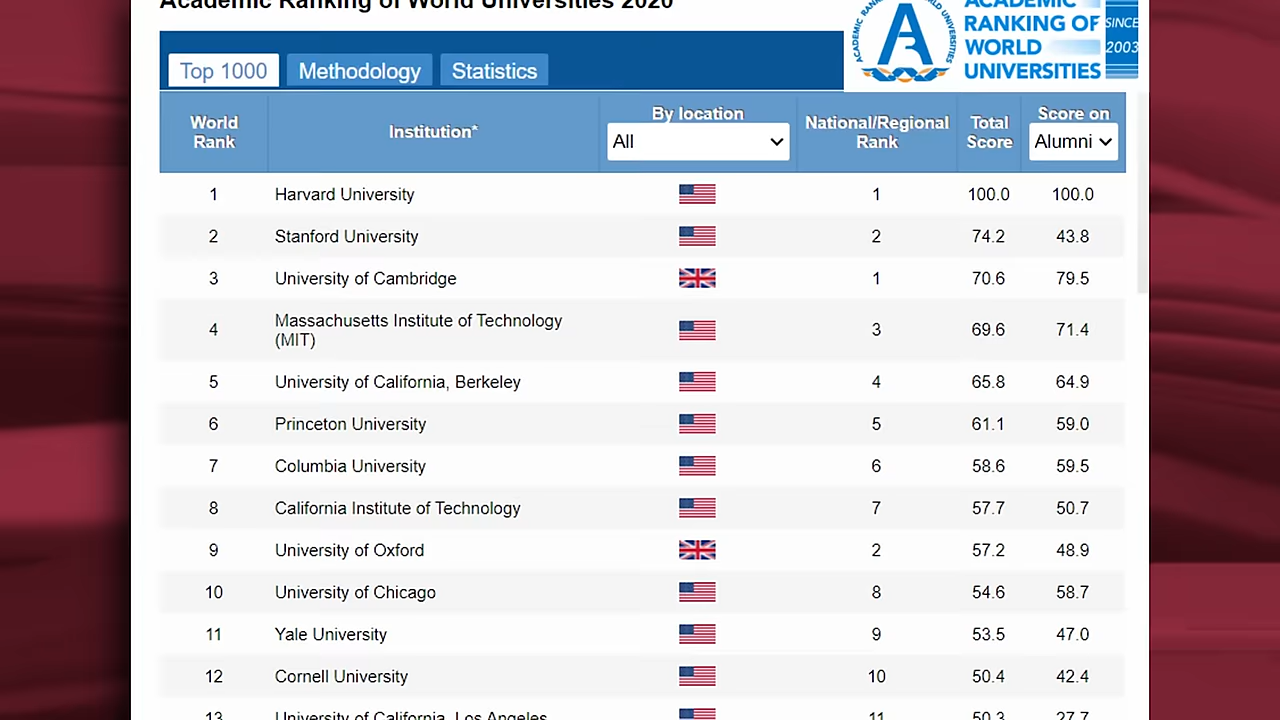 Academic Ranking of World Universities 2020
ACADEMIC
RANKING OF
WORLD
UNIVERSITIES
SINCE
2003
Top 1000 Methodology Statistics
World Rank Institution* By location National/Regional Rank Total Score Score on
All Alumni
1 Harvard University 1 100.0 100.0
2 Stanford University 2 74.2 43.8
3 University of Cambridge 1 70.6 79.5
4 Massachusetts Institute of Technology (MIT) 3 69.6 71.4
5 University of California, Berkeley 4 65.8 64.9
6 Princeton University 5 61.1 59.0
7 Columbia University 6 58.6 59.5
8 California Institute of Technology 7 57.7 50.7
9 University of Oxford 2 57.2 48.9
10 University of Chicago 8 54.6 58.7
11 Yale University 9 53.5 47.0
12 Cornell University 10 50.4 42.4
13 University of California, Los Angeles 11 50.3 27.7